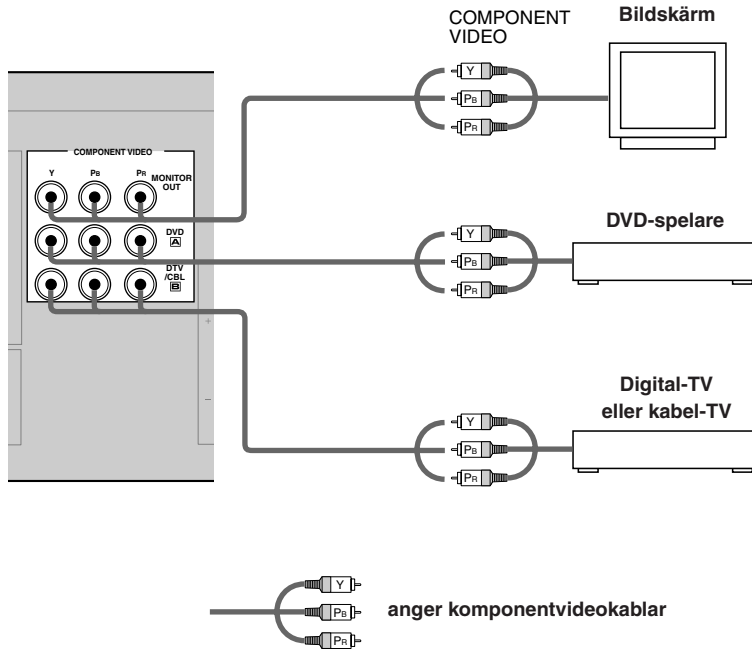 COMPONENT
VIDEO
Bildskärm
Y
PB
PR
COMPONENT VIDEO
Y PB PR
MONITOR
OUT
DVD
A
DTV
/CBL
B
+
–
DVD-spelare
Y
PB
PR
Digital-TV
eller kabel-TV
Y
PB
PR
Y
PB
PR
anger komponentvideokablar